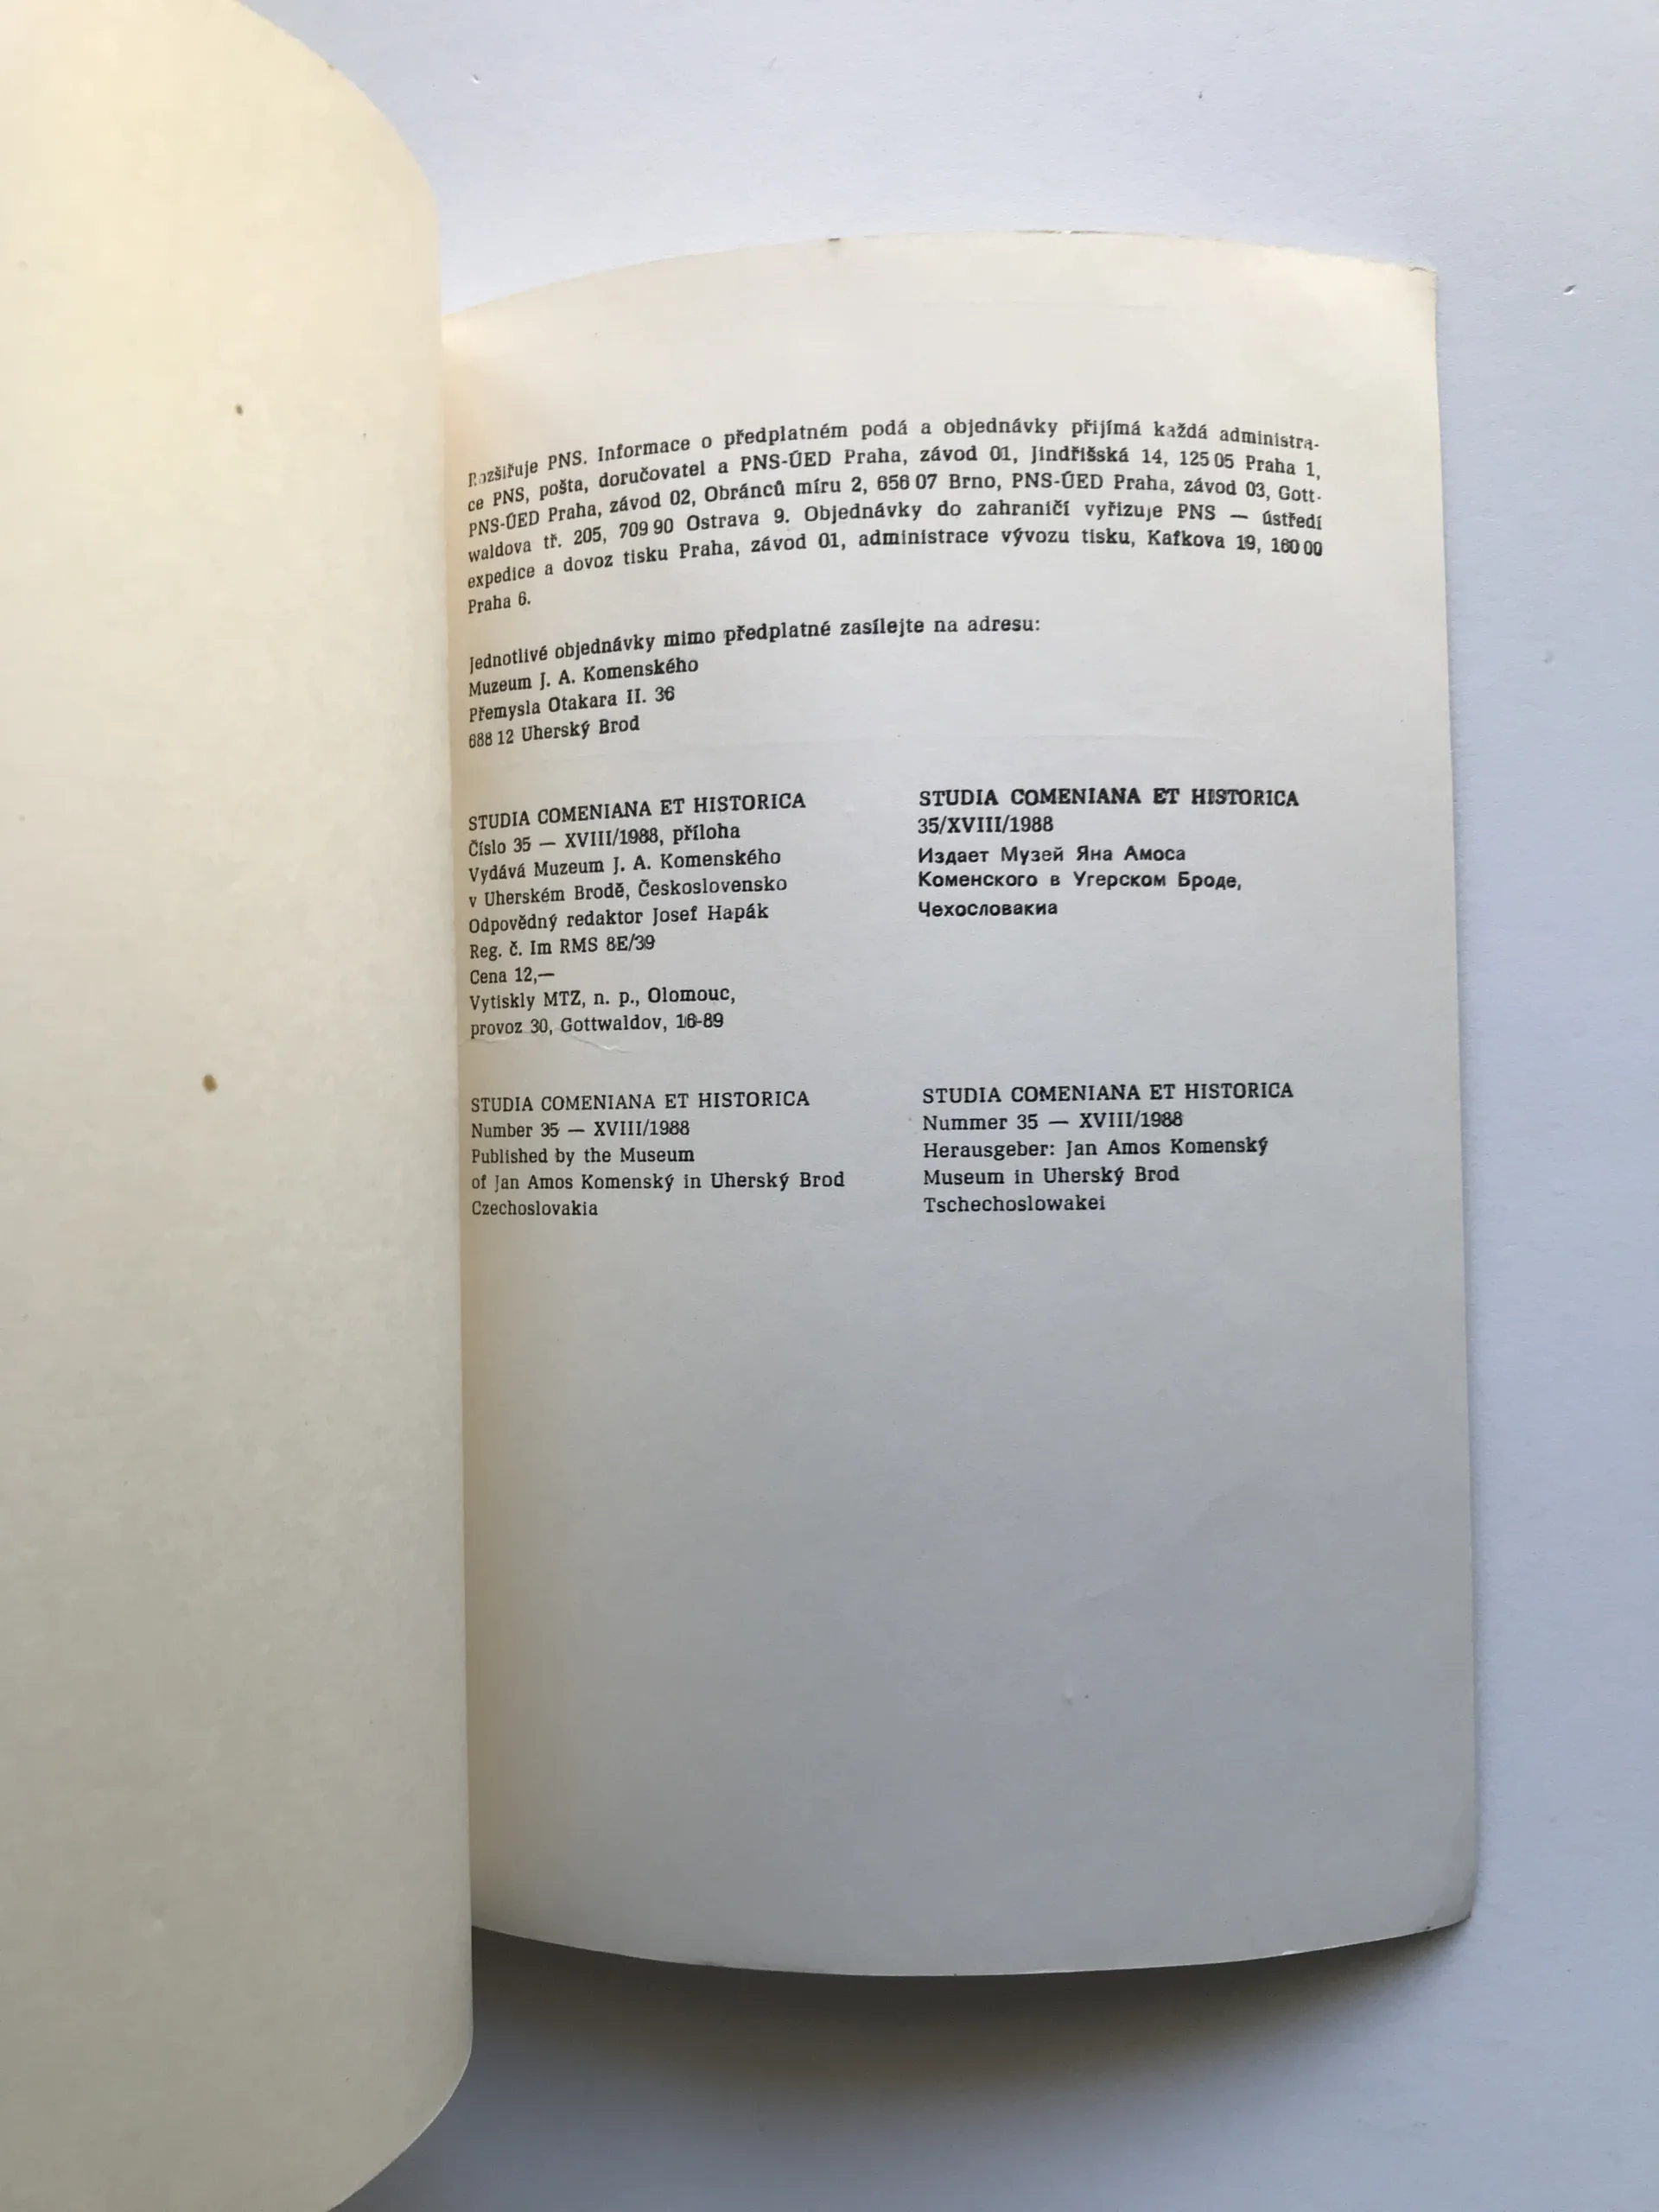 Rozšiřuje PNS. Informace o předplatném podá a objednávky přijímá každá administra-
ce PNS, pošta, doručovatel a PNS-ÚED Praha, závod 01, Jindřišská 14, 125 05 Praha 1,
PNS-ÚED Praha, závod 02, Obránců míru 2, 656 07 Brno, PNS-ÚED Praha, závod 03, Gott-
waldova tř. 205, 709 90 Ostrava 9. Objednávky do zahraničí vyřizuje PNS — ústřední
expedice a dovoz tisku Praha, závod 01, administrace vývozu tisku, Kafkova 19, 160 00
Praha 6.
Jednotlivé objednávky mimo předplatné zasílejte na adresu:
Muzeum J. A. Komenského
Přemysla Otakara II. 36
688 12 Uherský Brod
STUDIA COMENIANA ET HISTORICA
Číslo 35 — XVIII/1988, příloha
Vydává Muzeum J. A. Komenského
v Uherském Brodě, Československo
Odpovědný redaktor Josef Hapák
Reg. č. Im RMS 8E/39
Cena 12,—
Vytiskly MTZ, n. p., Olomouc,
provoz 30, Gottwaldov, 16-89
STUDIA COMENIANA ET HISTORICA
35/XVIII/1988
Издает Музей Яна Амоса
Коменского в Угерском Броде,
Чехословакиа
STUDIA COMENIANA ET HISTORICA
Number 35 — XVIII/1988
Published by the Museum
of Jan Amos Komenský in Uherský Brod
Czechoslovakia
STUDIA COMENIANA ET HISTORICA
Nummer 35 — XVIII/1988
Herausgeber: Jan Amos Komenský
Museum in Uherský Brod
Tschechoslowakei